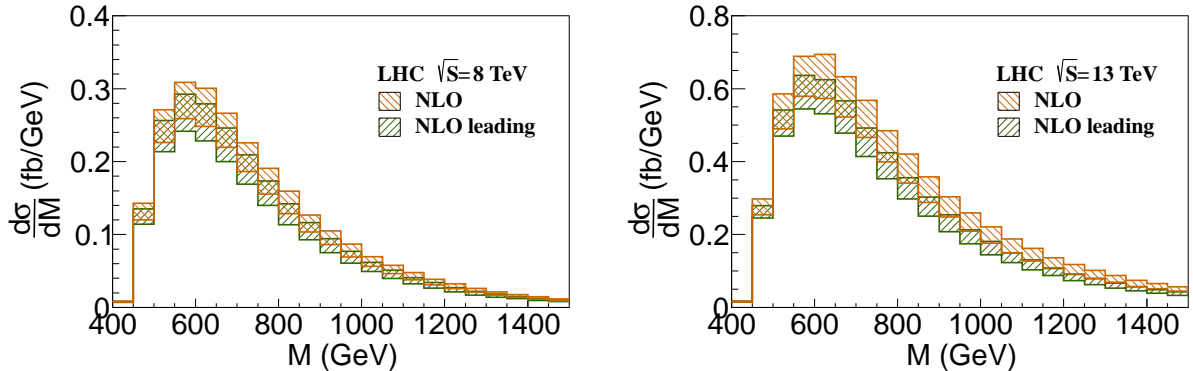 LHC √S=8 TeV
NLO
NLO leading
dσ/dM (fb/GeV)
0.4
0.3
0.2
0.1
0
400 600 800 1000 1200 1400
M (GeV)
LHC √S=13 TeV
NLO
NLO leading
dσ/dM (fb/GeV)
0.8
0.6
0.4
0.2
0
400 600 800 1000 1200 1400
M (GeV)